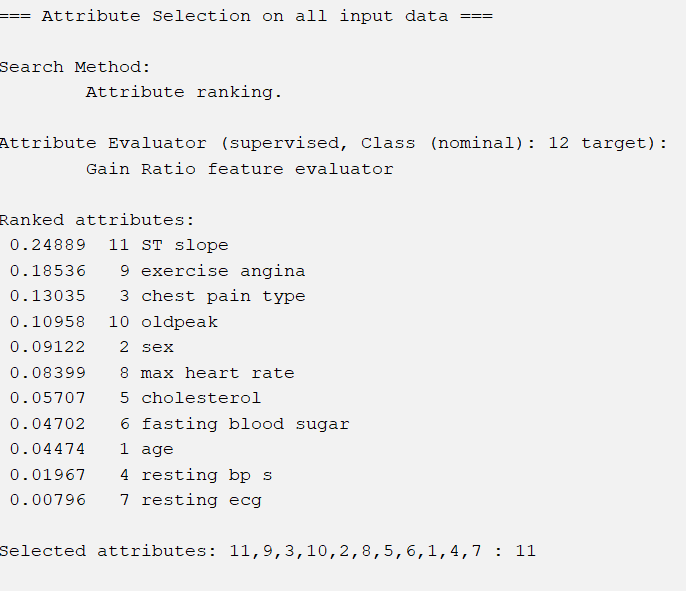 === Attribute Selection on all input data ===
Search Method:
Attribute ranking.
Attribute Evaluator (supervised, Class (nominal): 12 target):
Gain Ratio feature evaluator
Ranked attributes:
0.24889 11 ST slope
0.18536 9 exercise angina
0.13035 3 chest pain type
0.10958 10 oldpeak
0.09122 2 sex
0.08399 8 max heart rate
0.05707 5 cholesterol
0.04702 6 fasting blood sugar
0.04474 1 age
0.01967 4 resting bp s
0.00796 7 resting ecg
Selected attributes: 11,9,3,10,2,8,5,6,1,4,7 : 11